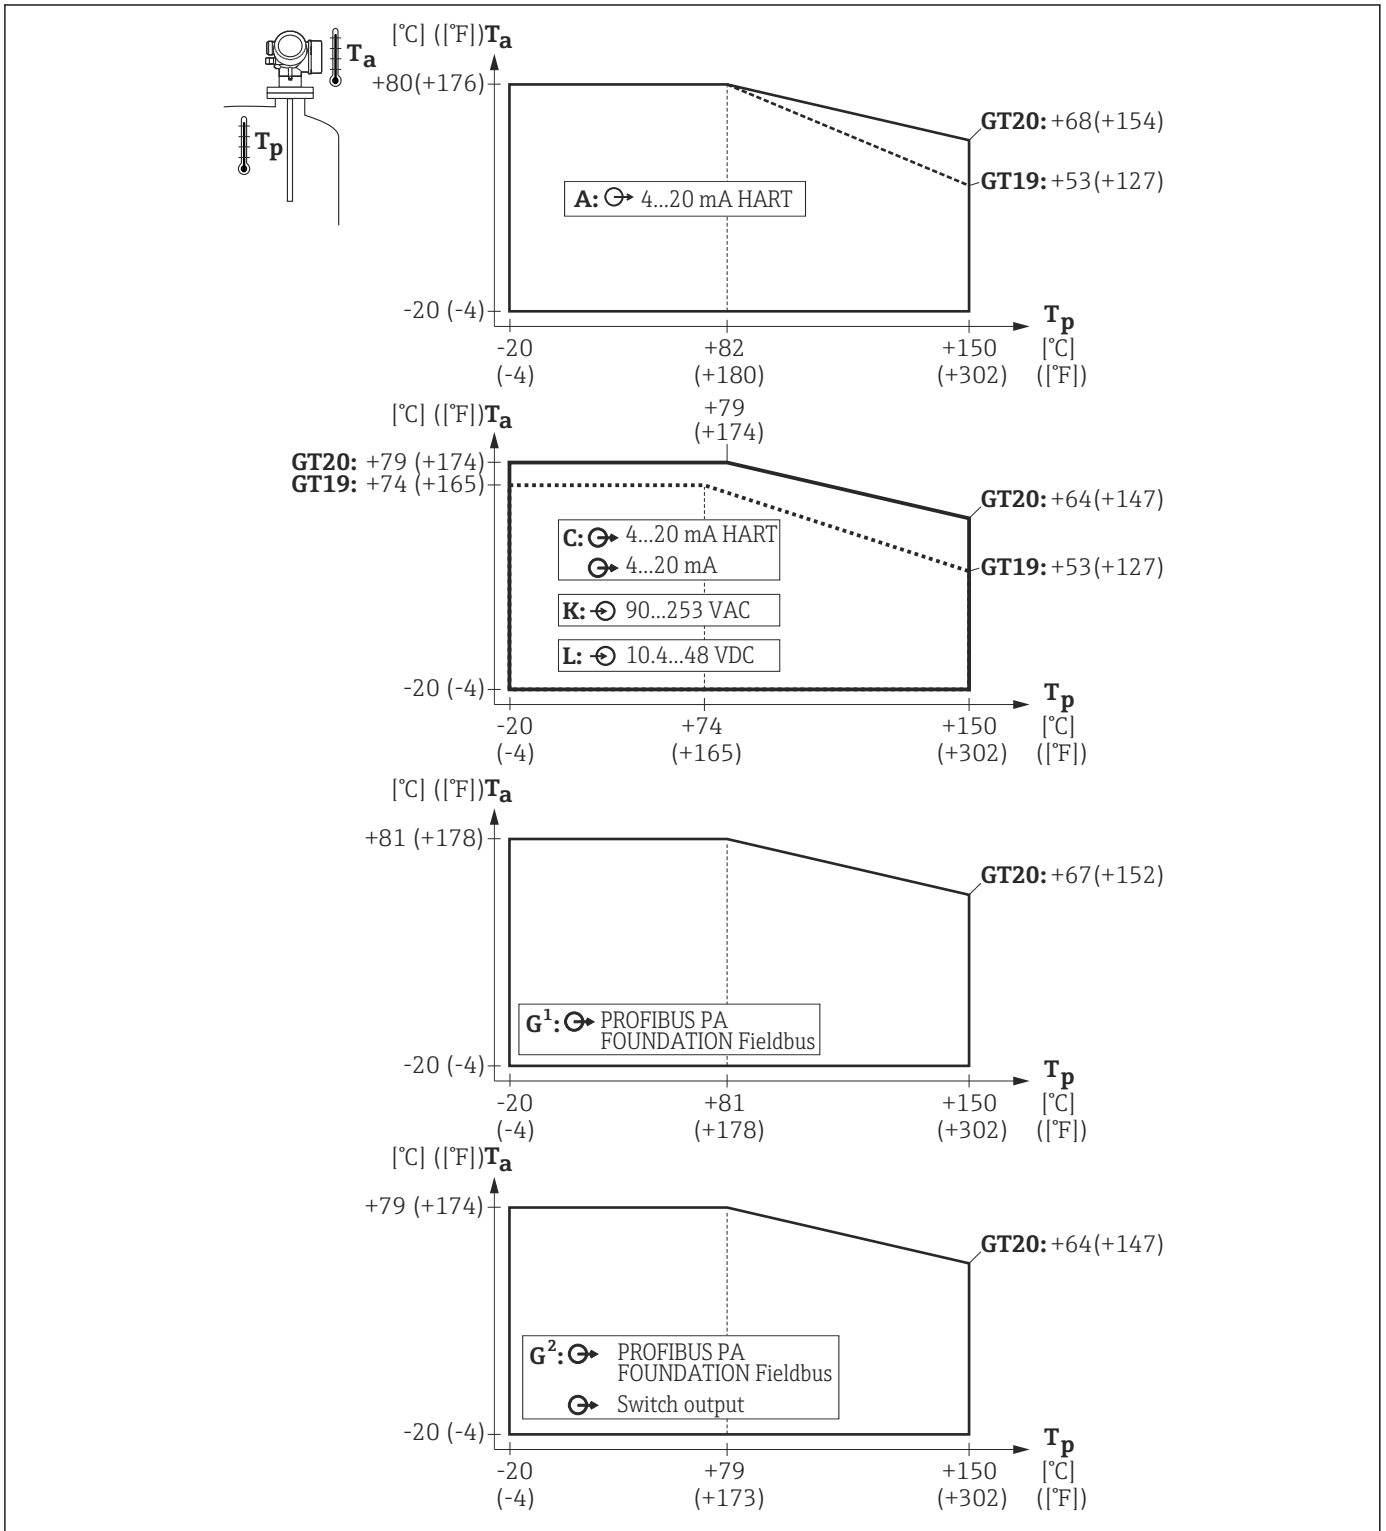 [°C] ([°F]) Ta
Ta
+80(+176)
GT20: +68(+154)
Tp
GT19: +53(+127)
A: 4...20 mA HART
-20 (-4)
Tp
-20 +82 +150 [°C]
(-4) (+180) (+302) ([°F])
+79
[°C] ([°F]) Ta
(+174)
GT20: +79 (+174)
GT19: +74 (+165)
GT20: +64(+147)
C: 4...20 mA HART
4...20 mA
GT19: +53(+127)
K: 90...253 VAC
L: 10.4...48 VDC
-20 (-4)
Tp
-20 +74 +150 [°C]
(-4) (+165) (+302) ([°F])
[°C] ([°F]) Ta
+81 (+178)
GT20: +67(+152)
G1: PROFIBUS PA
FOUNDATION Fieldbus
-20 (-4)
Tp
-20 +81 +150 [°C]
(-4) (+178) (+302) ([°F])
[°C] ([°F]) Ta
+79 (+174)
GT20: +64(+147)
G2: PROFIBUS PA
FOUNDATION Fieldbus
Switch output
-20 (-4)
Tp
-20 +79 +150 [°C]
(-4) (+173) (+302) ([°F])